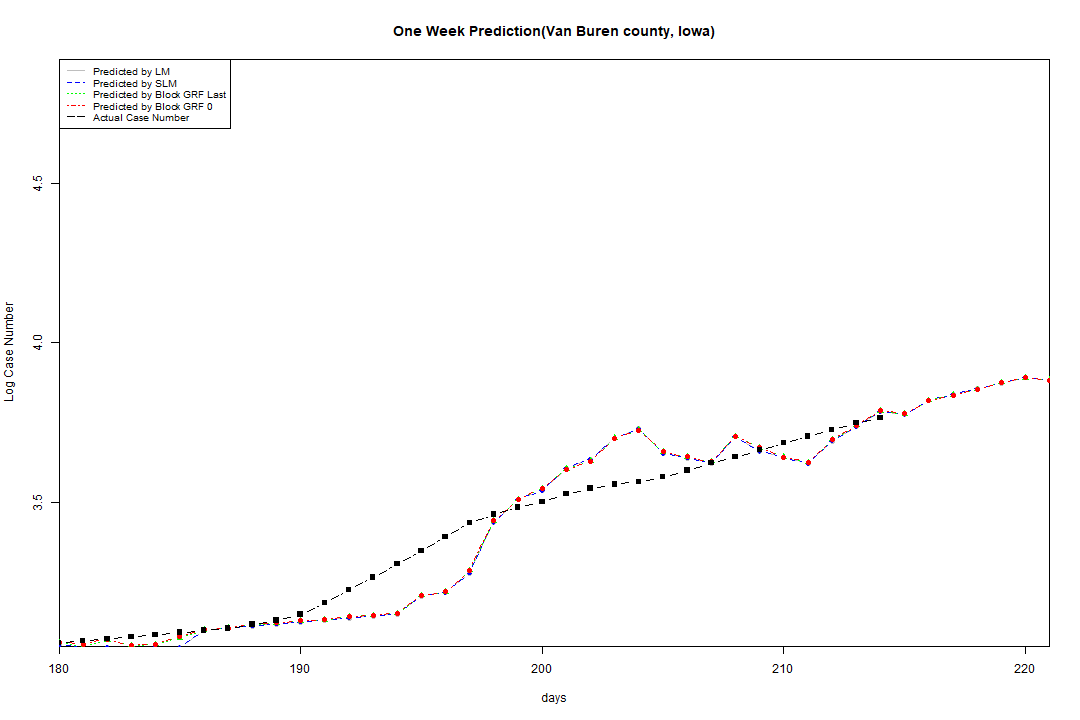 One Week Prediction(Van Buren county, Iowa)
Predicted by LM
Predicted by SLM
Predicted by Block GRF Last
Predicted by Block GRF 0
Actual Case Number
4.5
4.0
3.5
Log Case Number
180 190 200 210 220
days